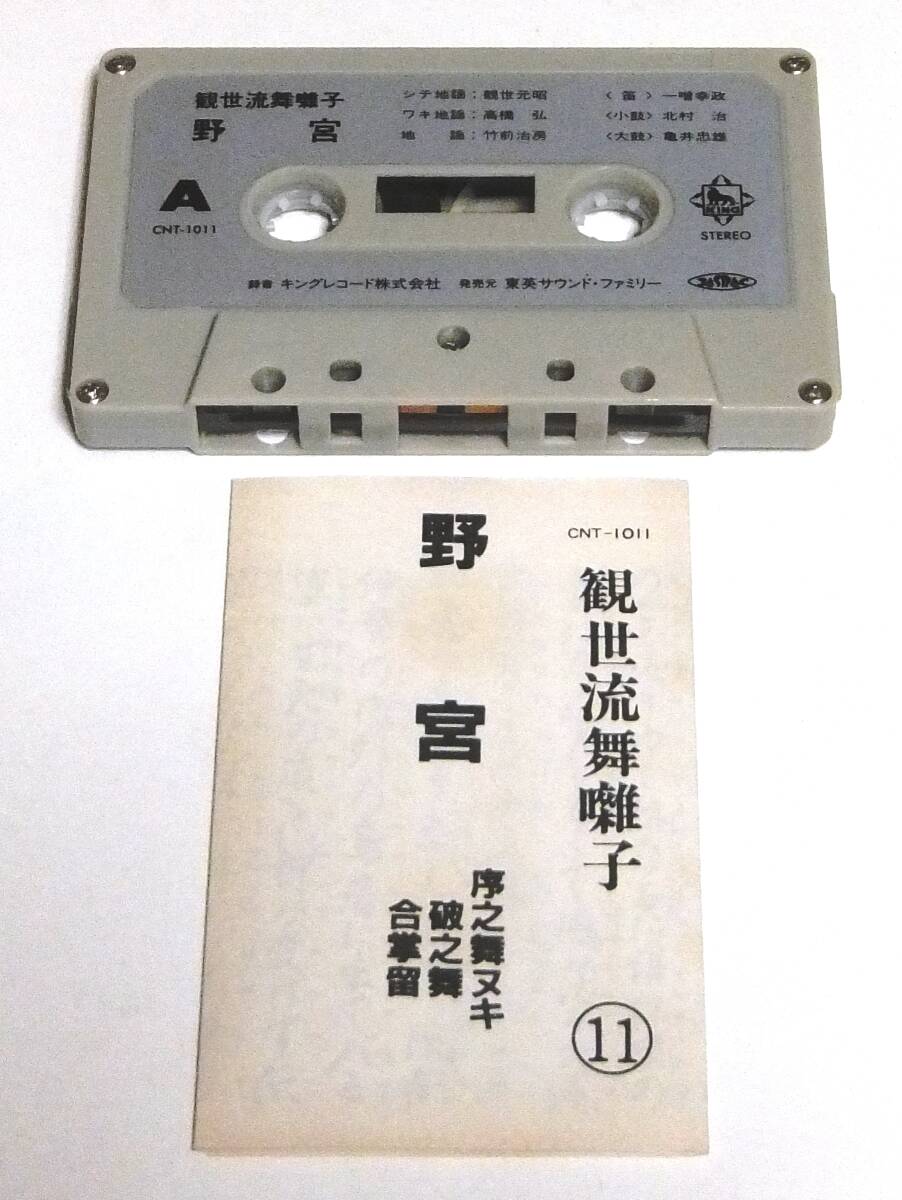 観世流舞囃子
野宮
シテ地謡：観世元昭
ワキ地謡：高橋 弘
地 謡：竹前治房
〈 笛 〉一噌幸政
〈小鼓〉北村 治
〈大鼓〉亀井忠雄
A
CNT-1011
KING
STEREO
録音 キングレコード株式会社 発売元 東英サウンド・ファミリー
CNT-1011
観世流舞囃子
⑪
野宮
序之舞ヌキ
破之舞
合掌留